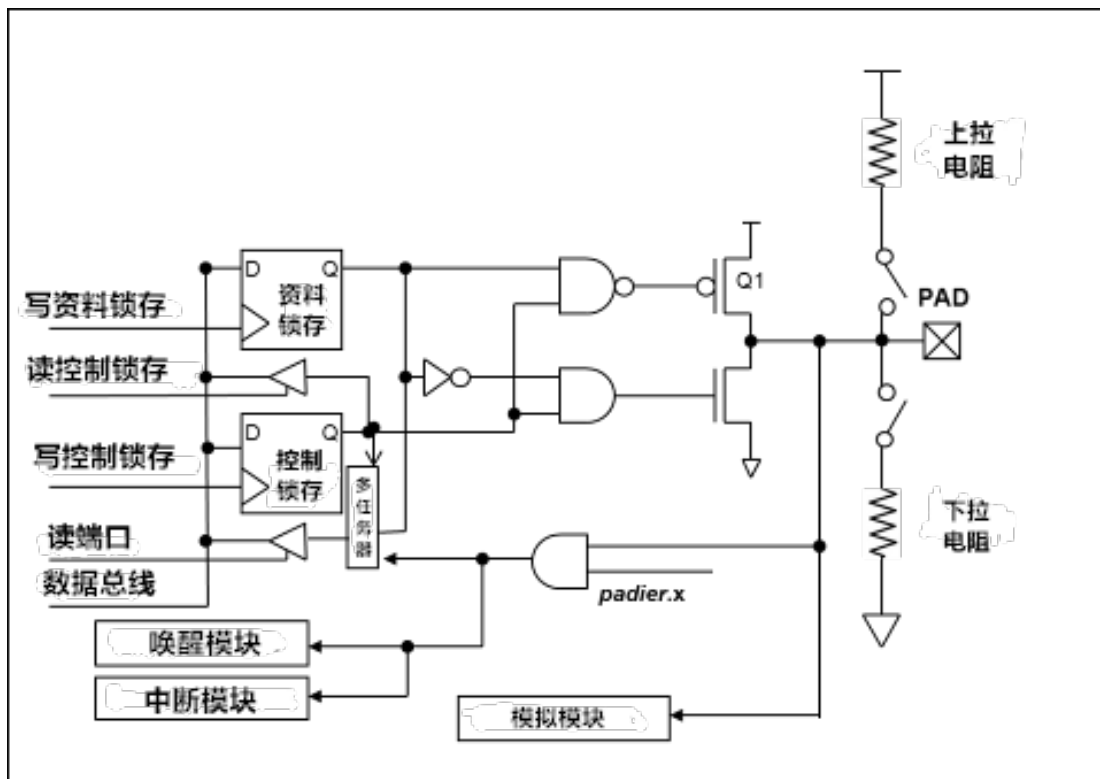 上拉
电阻
PAD
Q1
D Q
资料
锁存
写资料锁存
读控制锁存
D Q
控制
锁存
写控制锁存
多任务器
读端口
数据总线
padier.x
下拉
电阻
唤醒模块
中断模块
模拟模块